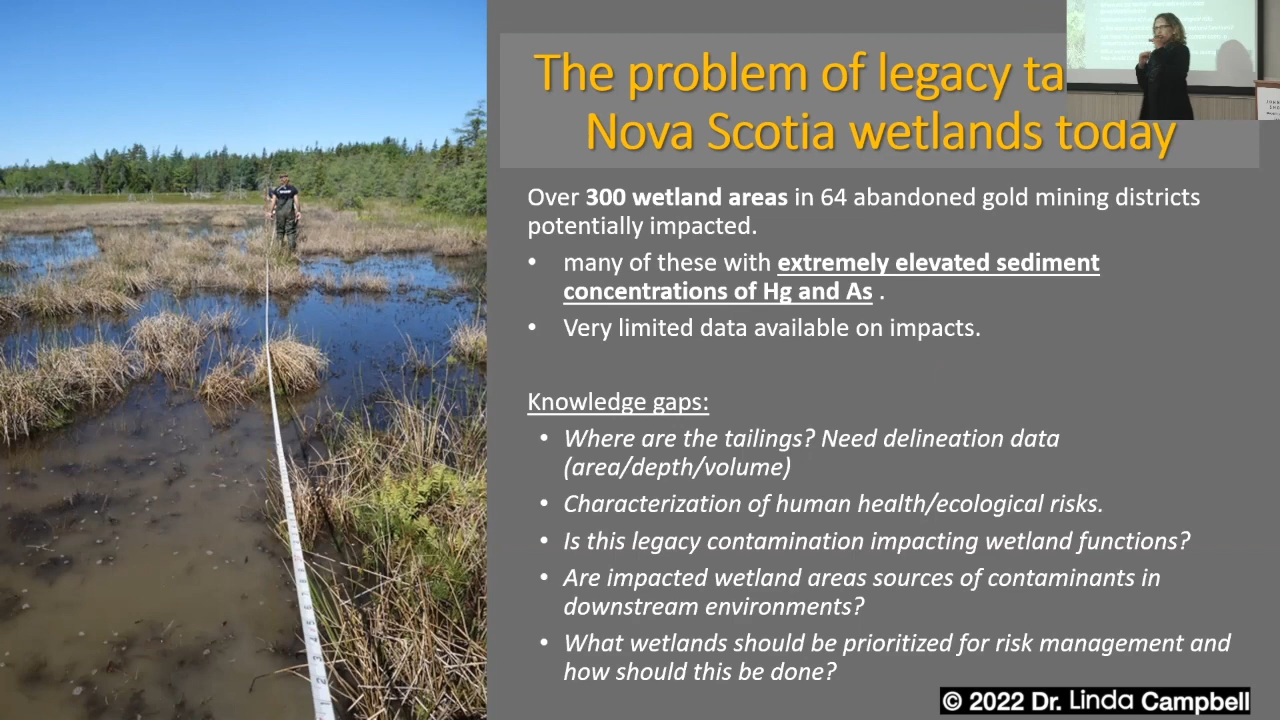 The problem of legacy ta
Nova Scotia wetlands today
Over 300 wetland areas in 64 abandoned gold mining districts
potentially impacted.
• many of these with extremely elevated sediment
concentrations of Hg and As .
• Very limited data available on impacts.
Knowledge gaps:
• Where are the tailings? Need delineation data
(area/depth/volume)
• Characterization of human health/ecological risks.
• Is this legacy contamination impacting wetland functions?
• Are impacted wetland areas sources of contaminants in
downstream environments?
• What wetlands should be prioritized for risk management and
how should this be done?
© 2022 Dr. Linda Campbell